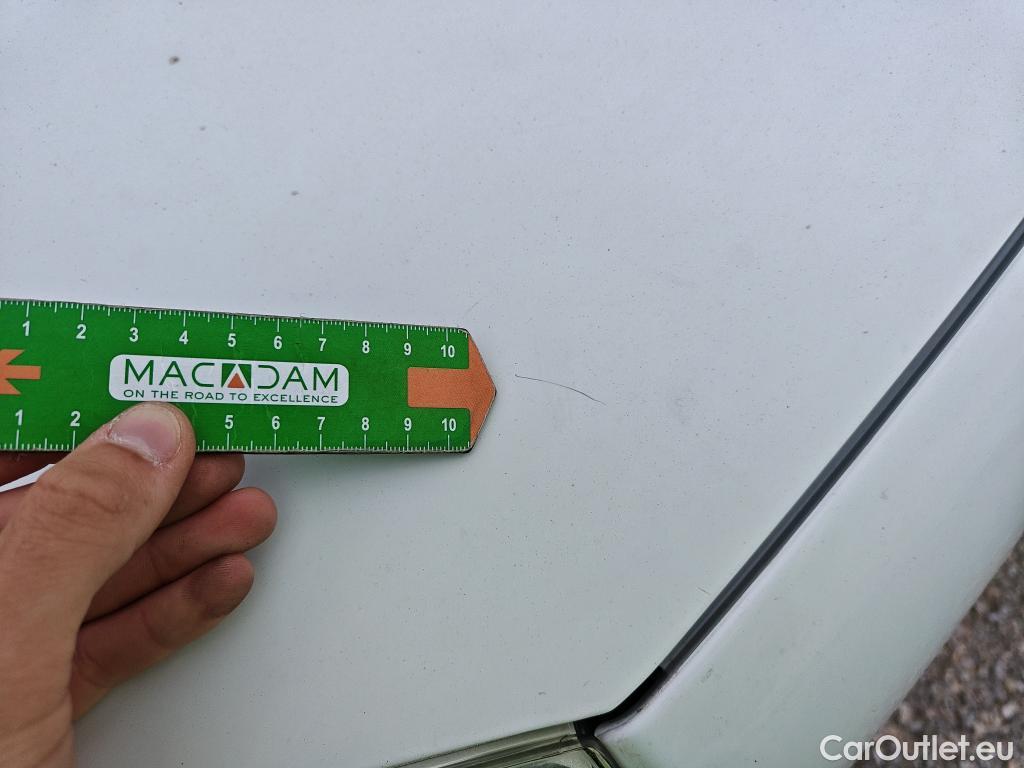 1 2 3 4 5 6 7 8 9 10
MACADAM
ON THE ROAD TO EXCELLENCE
1 2 5 6 7 8 9 10
CarOutlet.eu